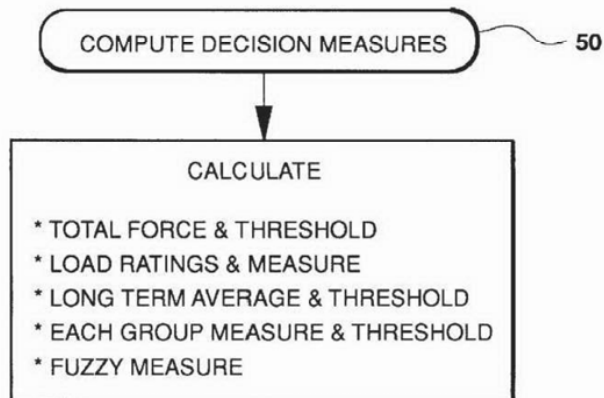 COMPUTE DECISION MEASURES 50
CALCULATE
* TOTAL FORCE & THRESHOLD
* LOAD RATINGS & MEASURE
* LONG TERM AVERAGE & THRESHOLD
* EACH GROUP MEASURE & THRESHOLD
* FUZZY MEASURE